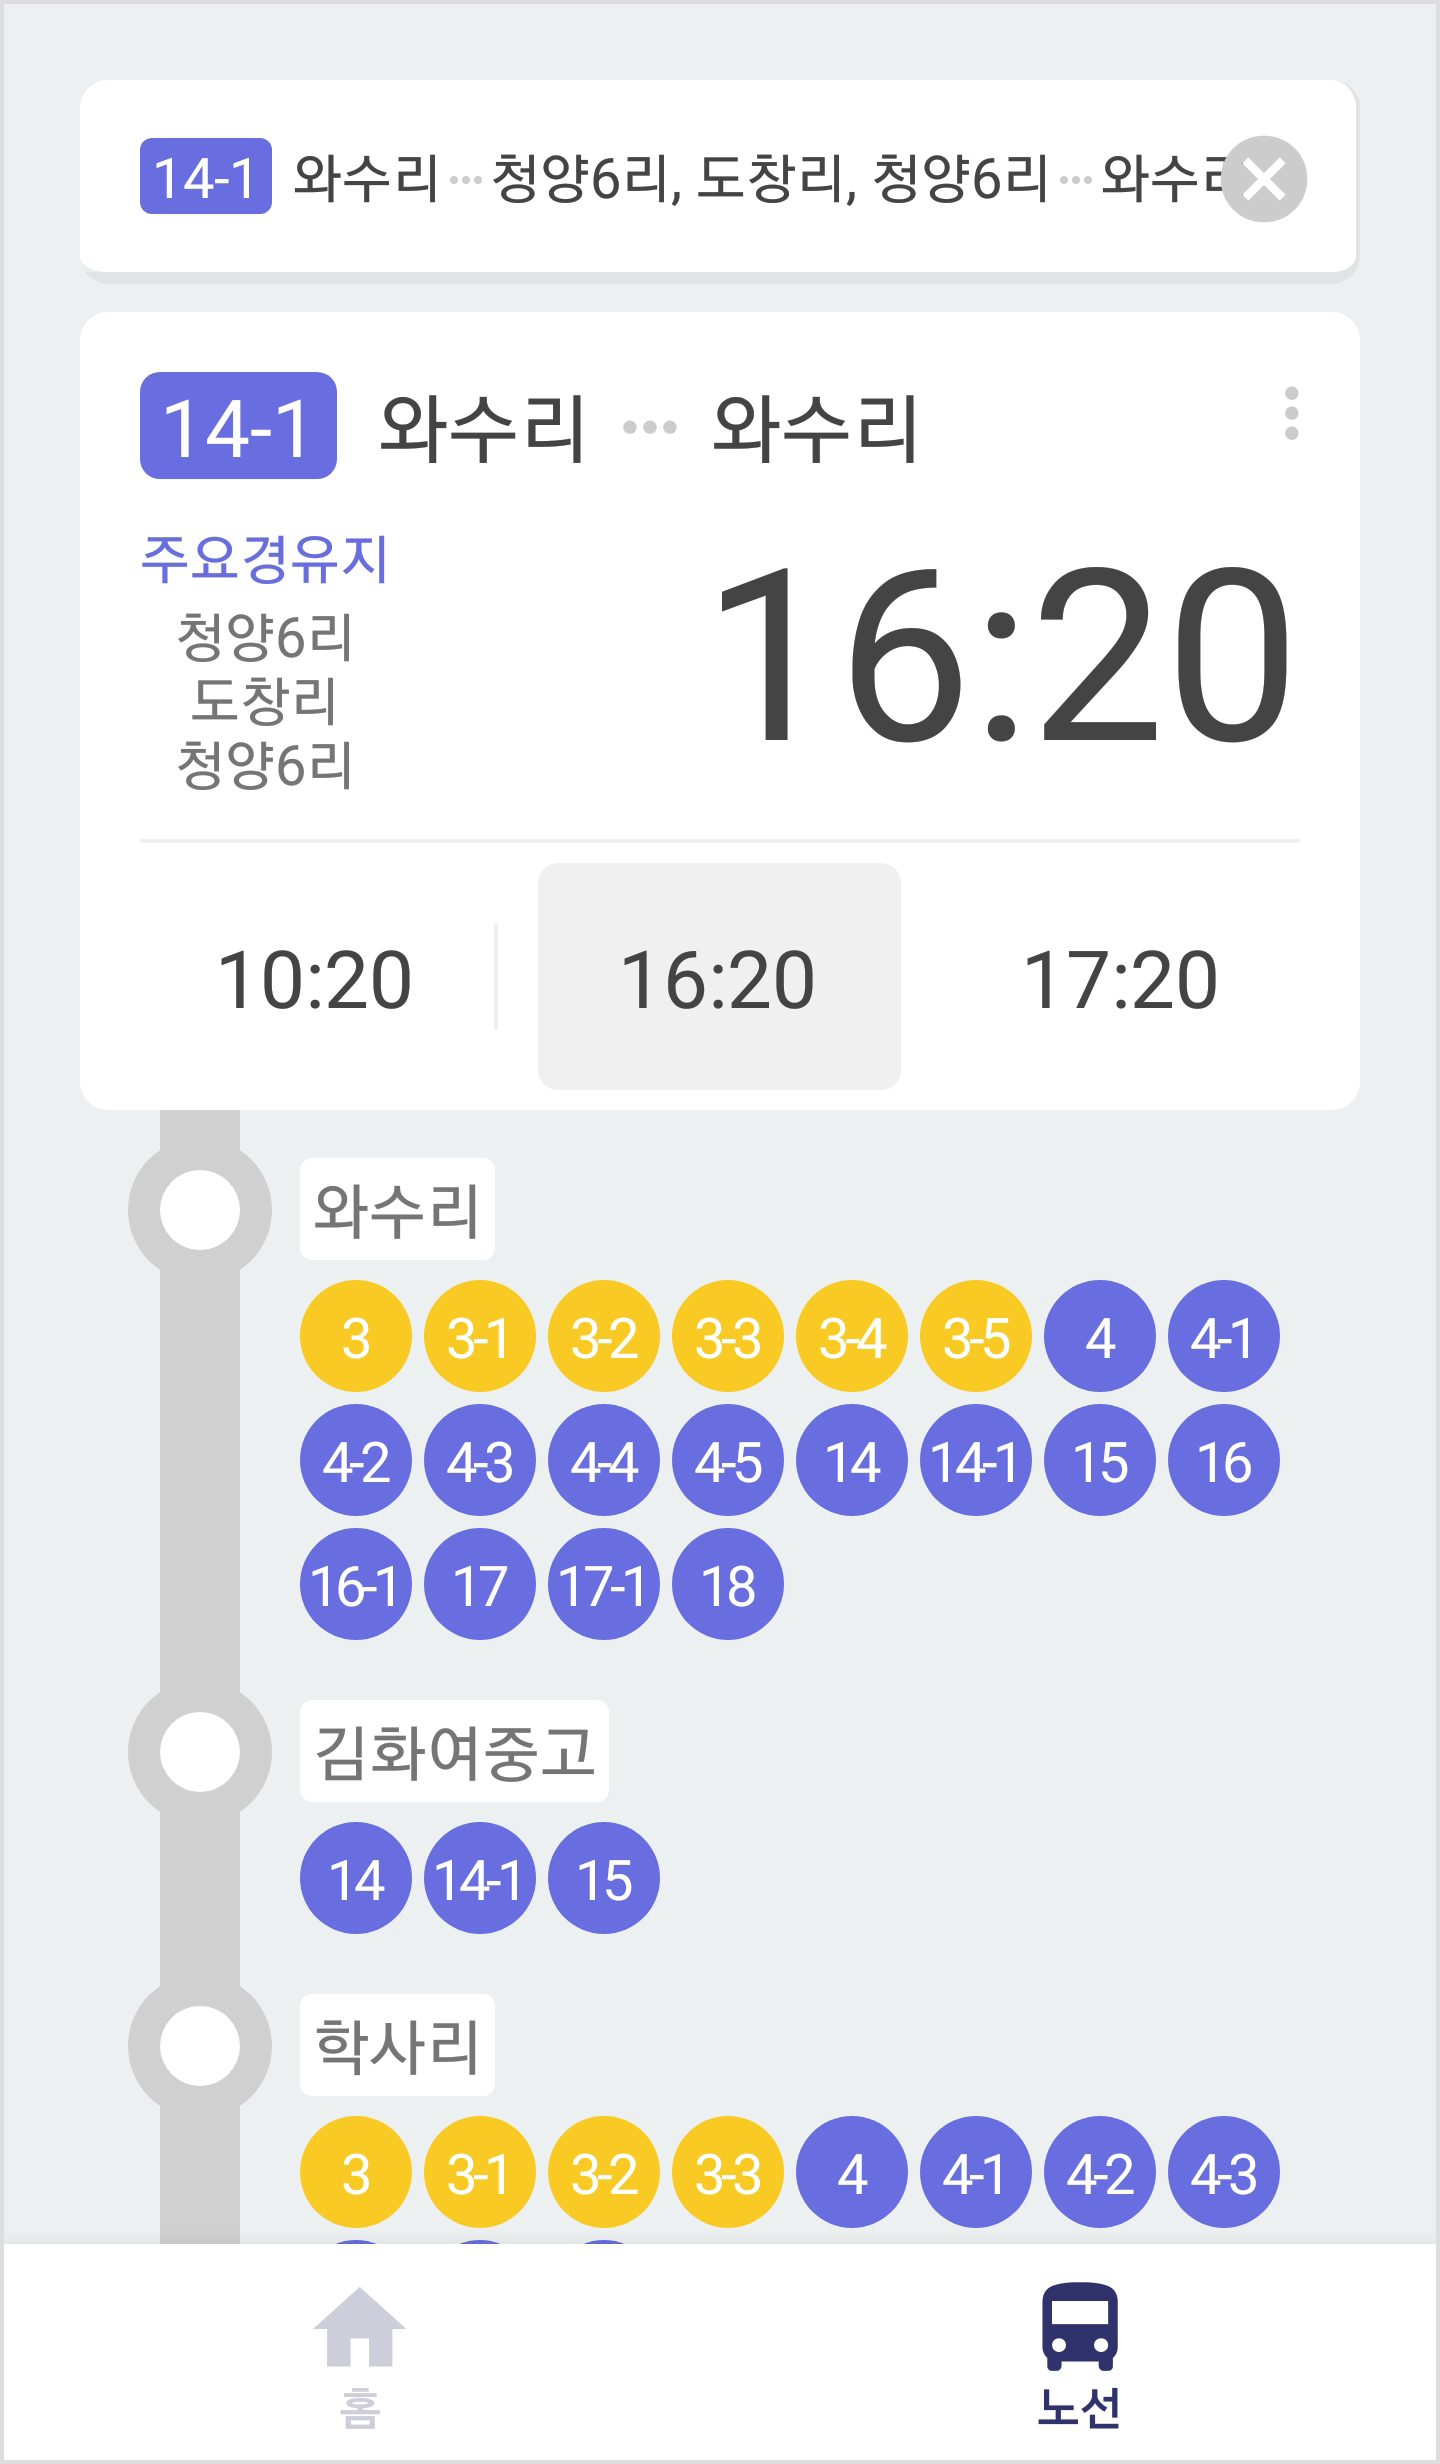 14-1 와수리 ••• 청양6리, 도창리, 청양6리 ••• 와수
14-1 와수리 ••• 와수리
주요경유지
청양6리
도창리
청양6리
16:20
10:20 16:20 17:20
와수리
3 3-1 3-2 3-3 3-4 3-5 4 4-1
4-2 4-3 4-4 4-5 14 14-1 15 16
16-1 17 17-1 18
김화여중고
14 14-1 15
학사리
3 3-1 3-2 3-3 4 4-1 4-2 4-3
홈 노선